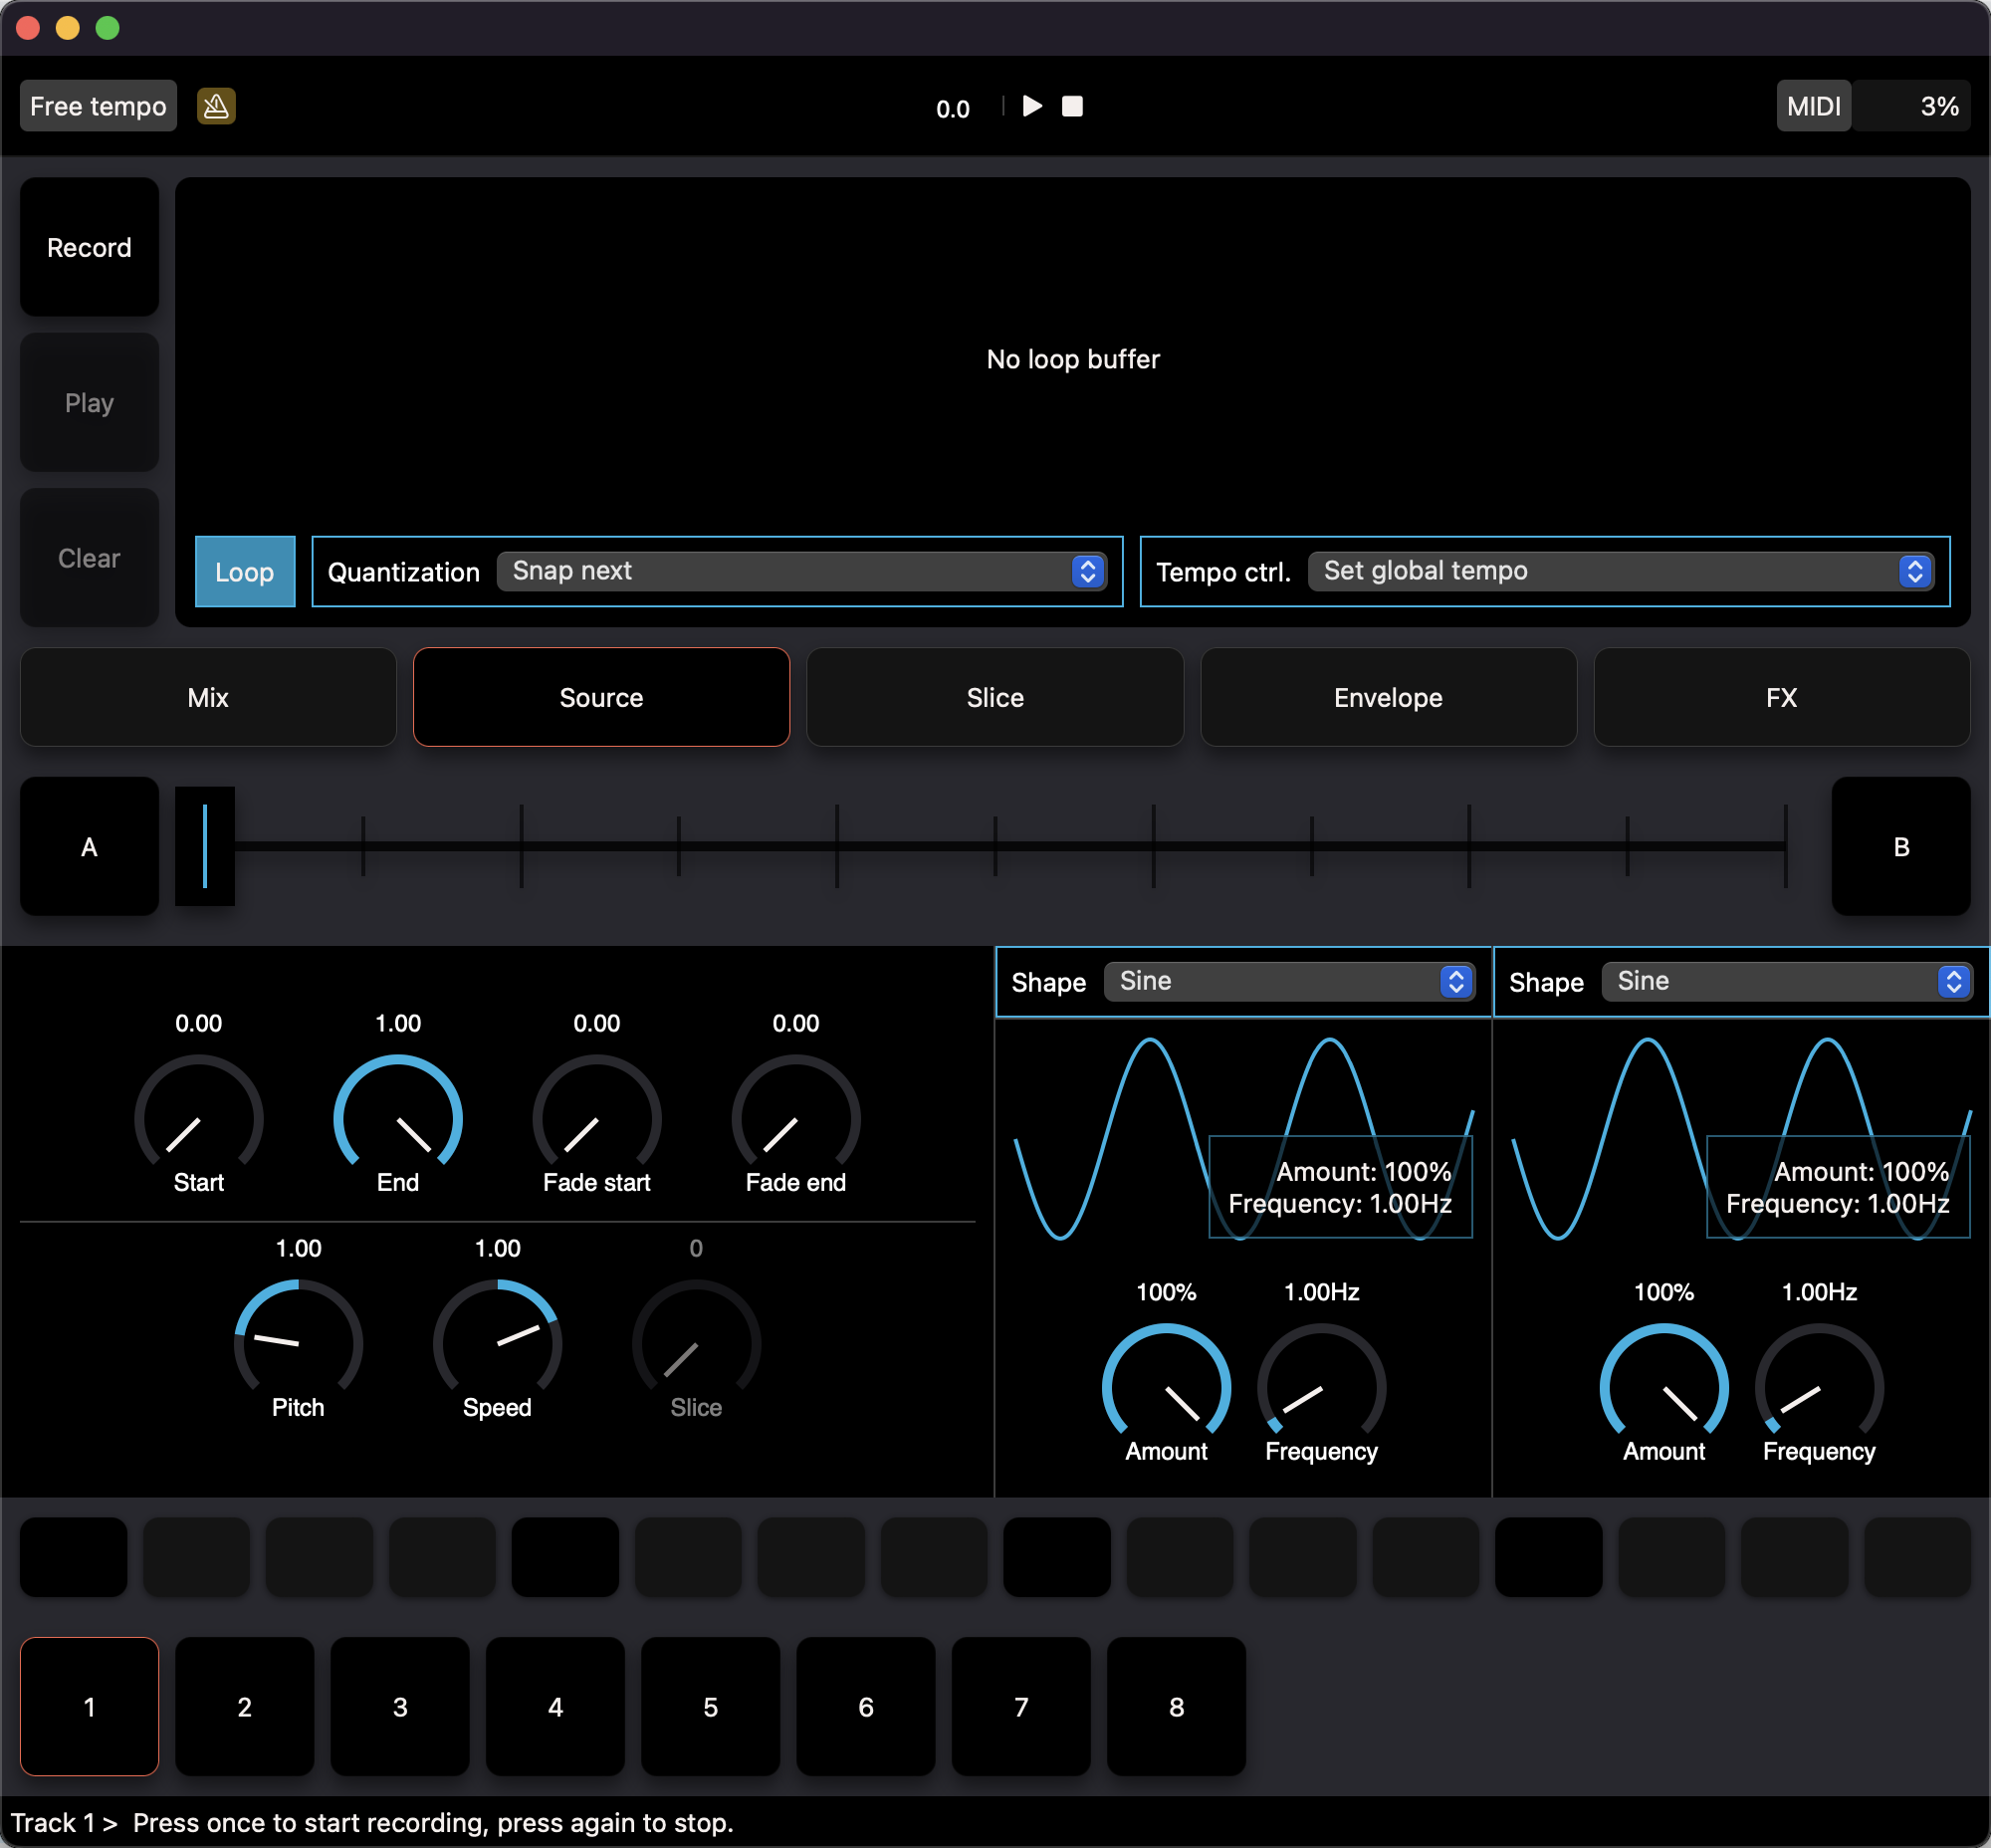 Free tempo
0.0
MIDI 3%
Record
Play
Clear
No loop buffer
Loop
Quantization Snap next
Tempo ctrl. Set global tempo
Mix
Source
Slice
Envelope
FX
A
B
0.00
Start
1.00
End
0.00
Fade start
0.00
Fade end
1.00
Pitch
1.00
Speed
0
Slice
Shape Sine
Amount: 100%
Frequency: 1.00Hz
100%
Amount
1.00Hz
Frequency
Shape Sine
Amount: 100%
Frequency: 1.00Hz
100%
Amount
1.00Hz
Frequency
1
2
3
4
5
6
7
8
Track 1 > Press once to start recording, press again to stop.